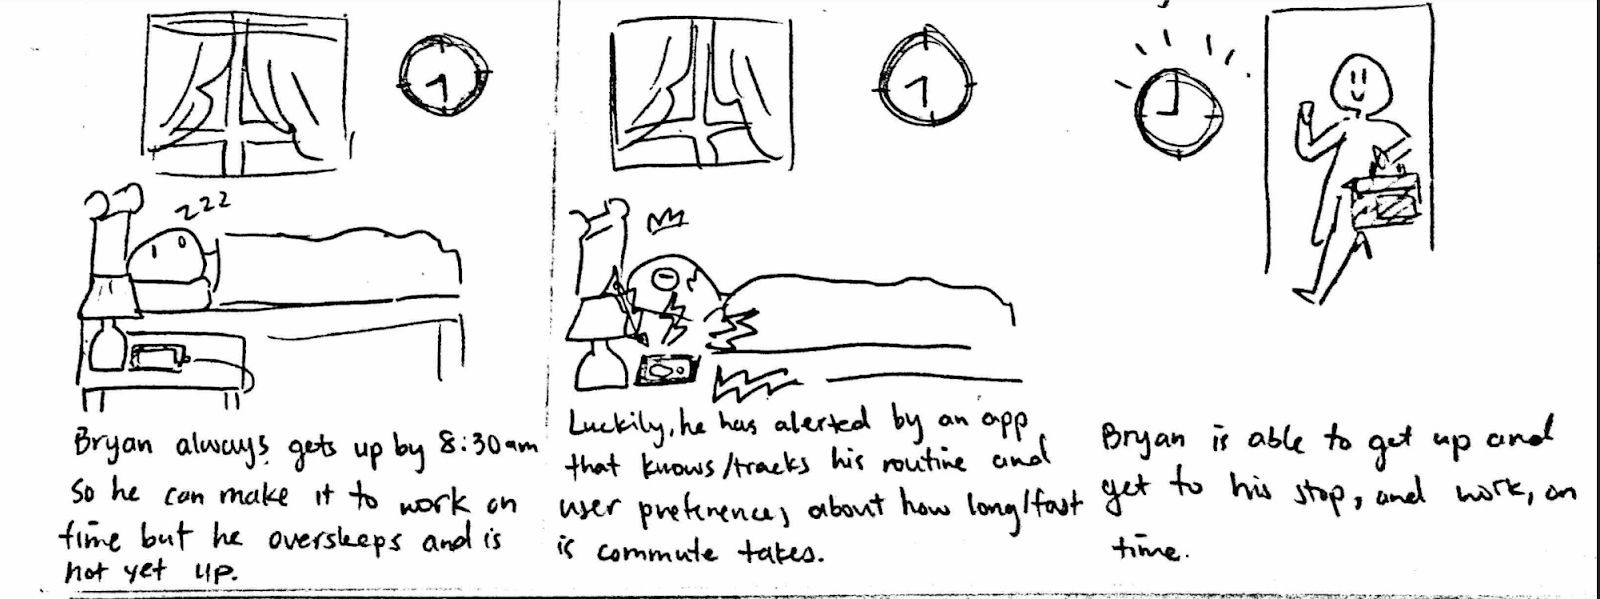 zzz
Bryan always gets up by 8:30am
so he can make it to work on
time but he oversleeps and is
not yet up.
Luckily, he has alerted by an app
that knows/tracks his routine and
user preferences about how long/fast
is commute takes.
Bryan is able to get up and
get to his stop, and work, on
time.